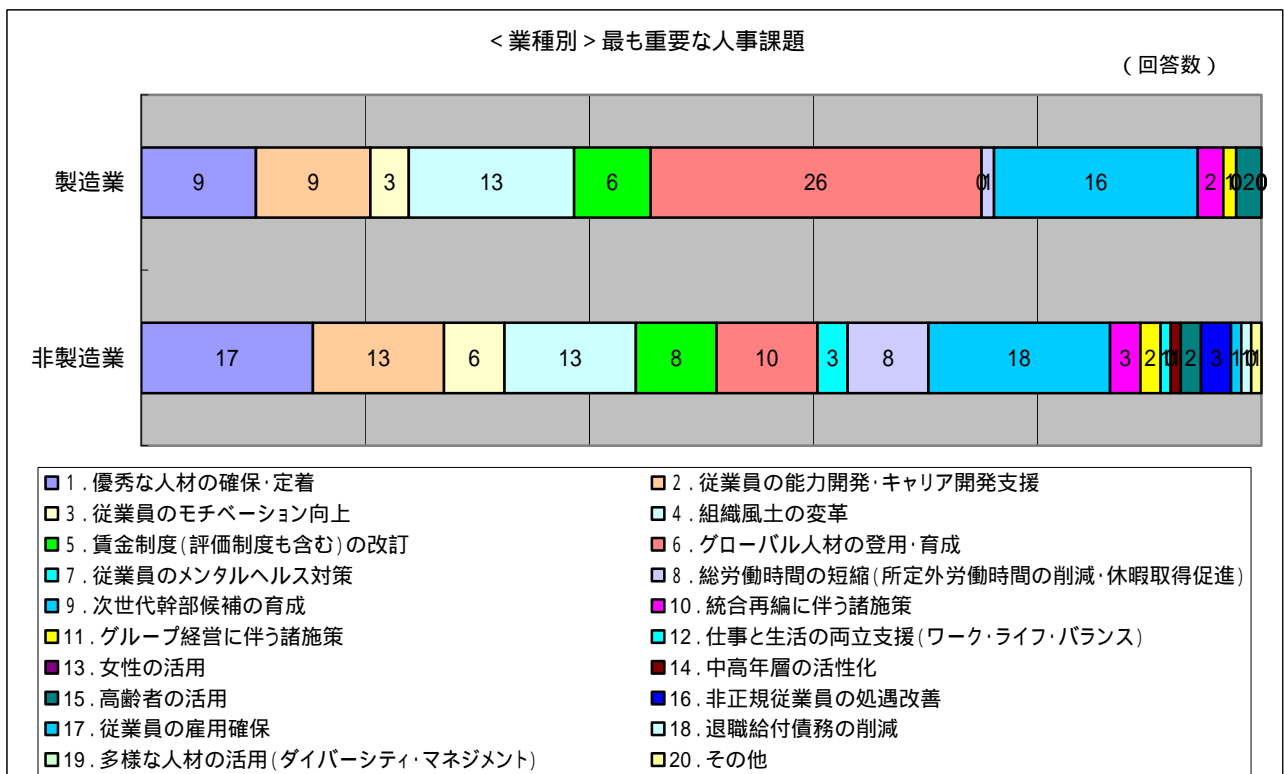 <業種別>最も重要な人事課題
(回答数)
製造業
9 9 3 13 6 26 0 1 16 2 1 0 2 0
非製造業
17 13 6 13 8 10 3 8 18 3 2 1 0 1 2 3 1 1 0 1
1.優秀な人材の確保・定着
2.従業員の能力開発・キャリア開発支援
3.従業員のモチベーション向上
4.組織風土の変革
5.賃金制度(評価制度も含む)の改訂
6.グローバル人材の登用・育成
7.従業員のメンタルヘルス対策
8.総労働時間の短縮(所定外労働時間の削減・休暇取得促進)
9.次世代幹部候補の育成
10.統合再編に伴う諸施策
11.グループ経営に伴う諸施策
12.仕事と生活の両立支援(ワーク・ライフ・バランス)
13.女性の活用
14.中高年層の活性化
15.高齢者の活用
16.非正規従業員の処遇改善
17.従業員の雇用確保
18.退職給付債務の削減
19.多様な人材の活用(ダイバーシティ・マネジメント)
20.その他